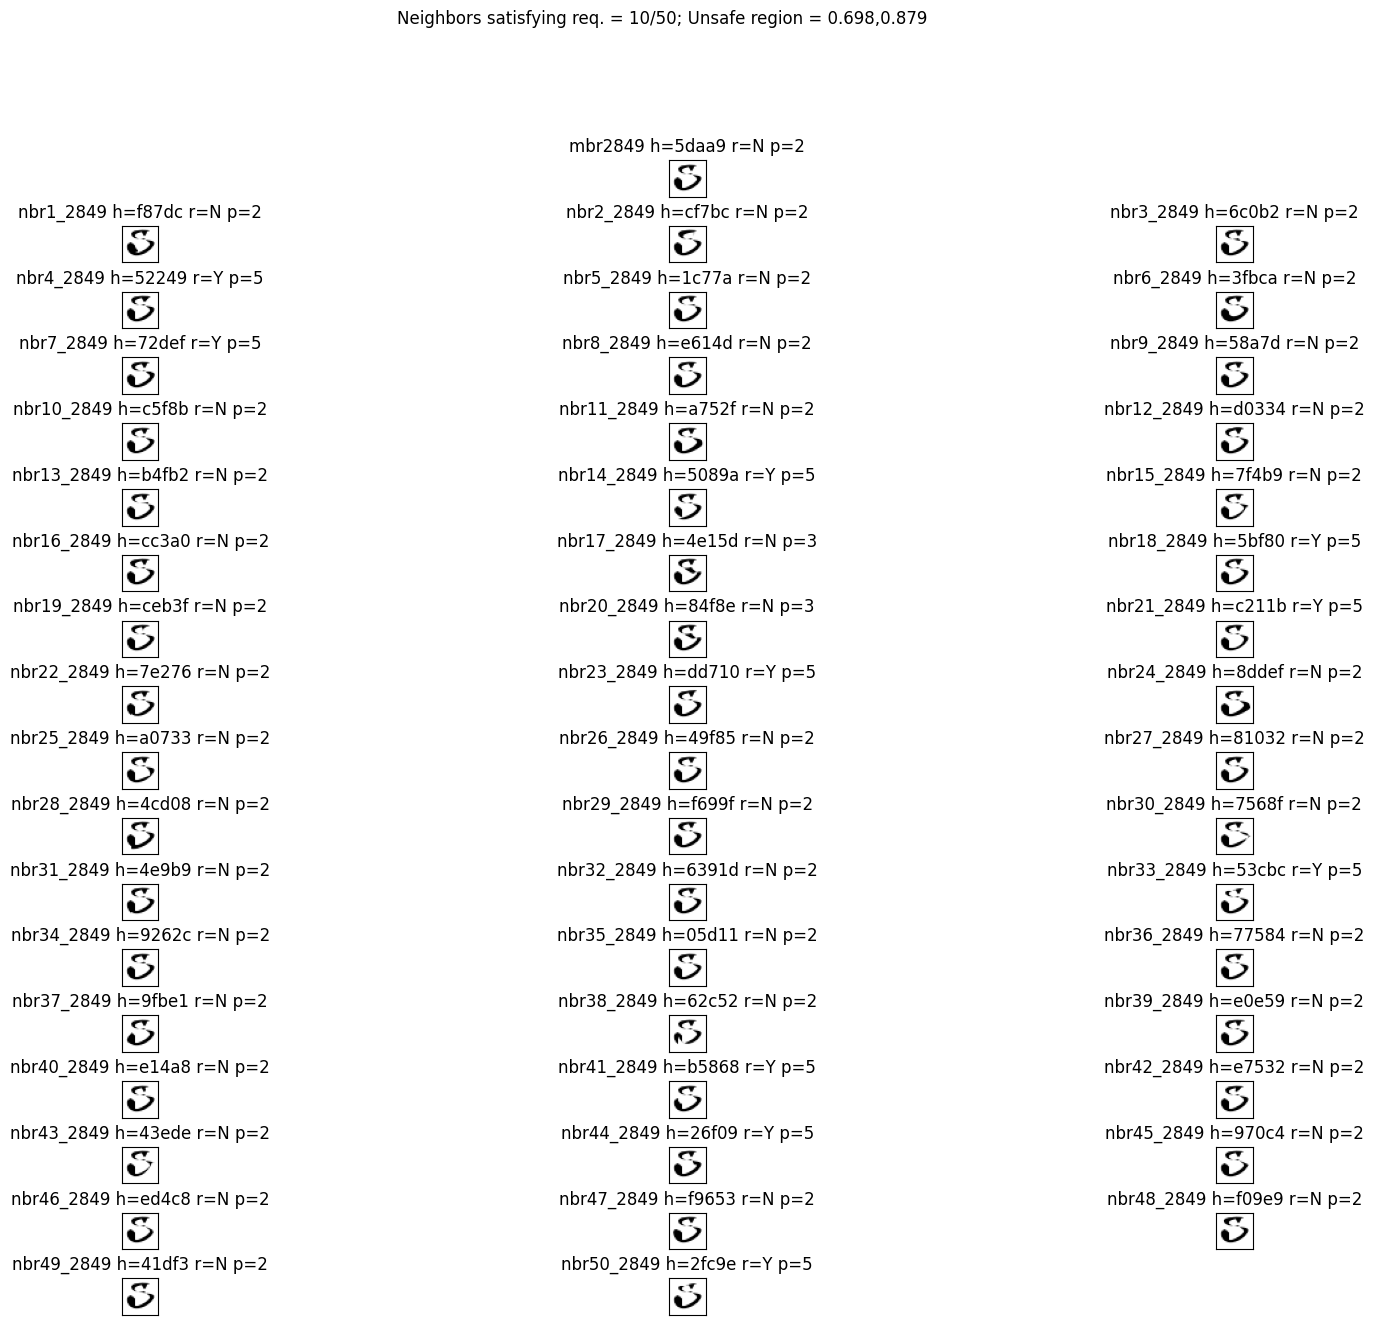 Neighbors satisfying req. = 10/50; Unsafe region = 0.698,0.879
mbr2849 h=5daa9 r=N p=2
nbr1_2849 h=f87dc r=N p=2 nbr2_2849 h=cf7bc r=N p=2 nbr3_2849 h=6c0b2 r=N p=2
nbr4_2849 h=52249 r=Y p=5 nbr5_2849 h=1c77a r=N p=2 nbr6_2849 h=3fbca r=N p=2
nbr7_2849 h=72def r=Y p=5 nbr8_2849 h=e614d r=N p=2 nbr9_2849 h=58a7d r=N p=2
nbr10_2849 h=c5f8b r=N p=2 nbr11_2849 h=a752f r=N p=2 nbr12_2849 h=d0334 r=N p=2
nbr13_2849 h=b4fb2 r=N p=2 nbr14_2849 h=5089a r=Y p=5 nbr15_2849 h=7f4b9 r=N p=2
nbr16_2849 h=cc3a0 r=N p=2 nbr17_2849 h=4e15d r=N p=3 nbr18_2849 h=5bf80 r=Y p=5
nbr19_2849 h=ceb3f r=N p=2 nbr20_2849 h=84f8e r=N p=3 nbr21_2849 h=c211b r=Y p=5
nbr22_2849 h=7e276 r=N p=2 nbr23_2849 h=dd710 r=Y p=5 nbr24_2849 h=8ddef r=N p=2
nbr25_2849 h=a0733 r=N p=2 nbr26_2849 h=49f85 r=N p=2 nbr27_2849 h=81032 r=N p=2
nbr28_2849 h=4cd08 r=N p=2 nbr29_2849 h=f699f r=N p=2 nbr30_2849 h=7568f r=N p=2
nbr31_2849 h=4e9b9 r=N p=2 nbr32_2849 h=6391d r=N p=2 nbr33_2849 h=53cbc r=Y p=5
nbr34_2849 h=9262c r=N p=2 nbr35_2849 h=05d11 r=N p=2 nbr36_2849 h=77584 r=N p=2
nbr37_2849 h=9fbe1 r=N p=2 nbr38_2849 h=62c52 r=N p=2 nbr39_2849 h=e0e59 r=N p=2
nbr40_2849 h=e14a8 r=N p=2 nbr41_2849 h=b5868 r=Y p=5 nbr42_2849 h=e7532 r=N p=2
nbr43_2849 h=43ede r=N p=2 nbr44_2849 h=26f09 r=Y p=5 nbr45_2849 h=970c4 r=N p=2
nbr46_2849 h=ed4c8 r=N p=2 nbr47_2849 h=f9653 r=N p=2 nbr48_2849 h=f09e9 r=N p=2
nbr49_2849 h=41df3 r=N p=2 nbr50_2849 h=2fc9e r=Y p=5